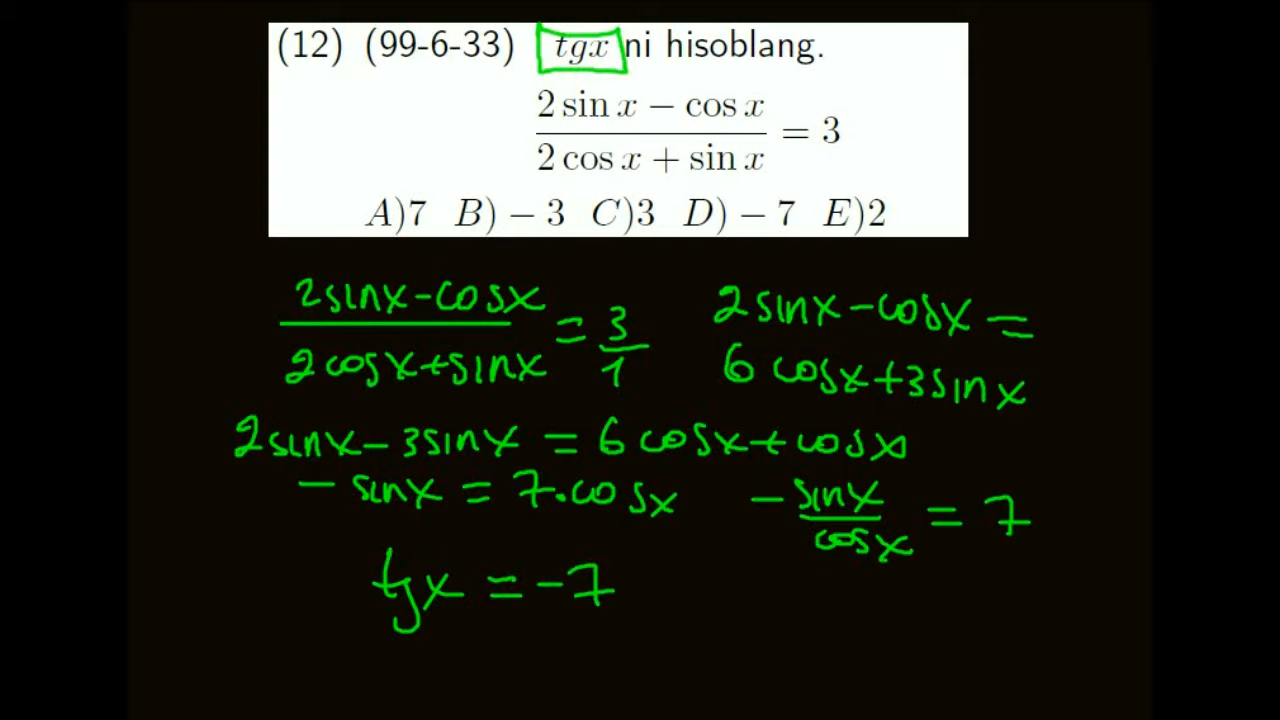 (12) (99-6-33) tgx ni hisoblang.
2 sin x − cos x
2 cos x + sin x
= 3
A)7 B) − 3 C)3 D) − 7 E)2
2sinx-cosx
2cosx+sinx
= 3/1
2sinx-cosx =
6cosx+3sinx
2sinx-3sinx = 6cosx+cosx
-sinx = 7·cosx
-sinx/cosx = 7
tgx = -7